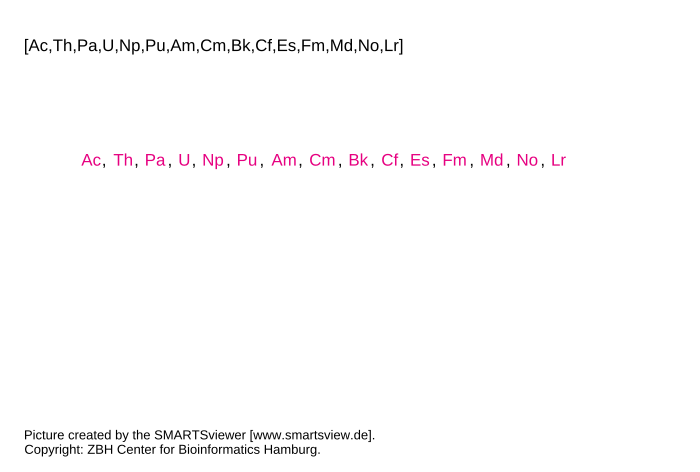 [Ac,Th,Pa,U,Np,Pu,Am,Cm,Bk,Cf,Es,Fm,Md,No,Lr]
Ac, Th, Pa, U, Np, Pu, Am, Cm, Bk, Cf, Es, Fm, Md, No, Lr
Picture created by the SMARTSviewer [www.smartsview.de].
Copyright: ZBH Center for Bioinformatics Hamburg.